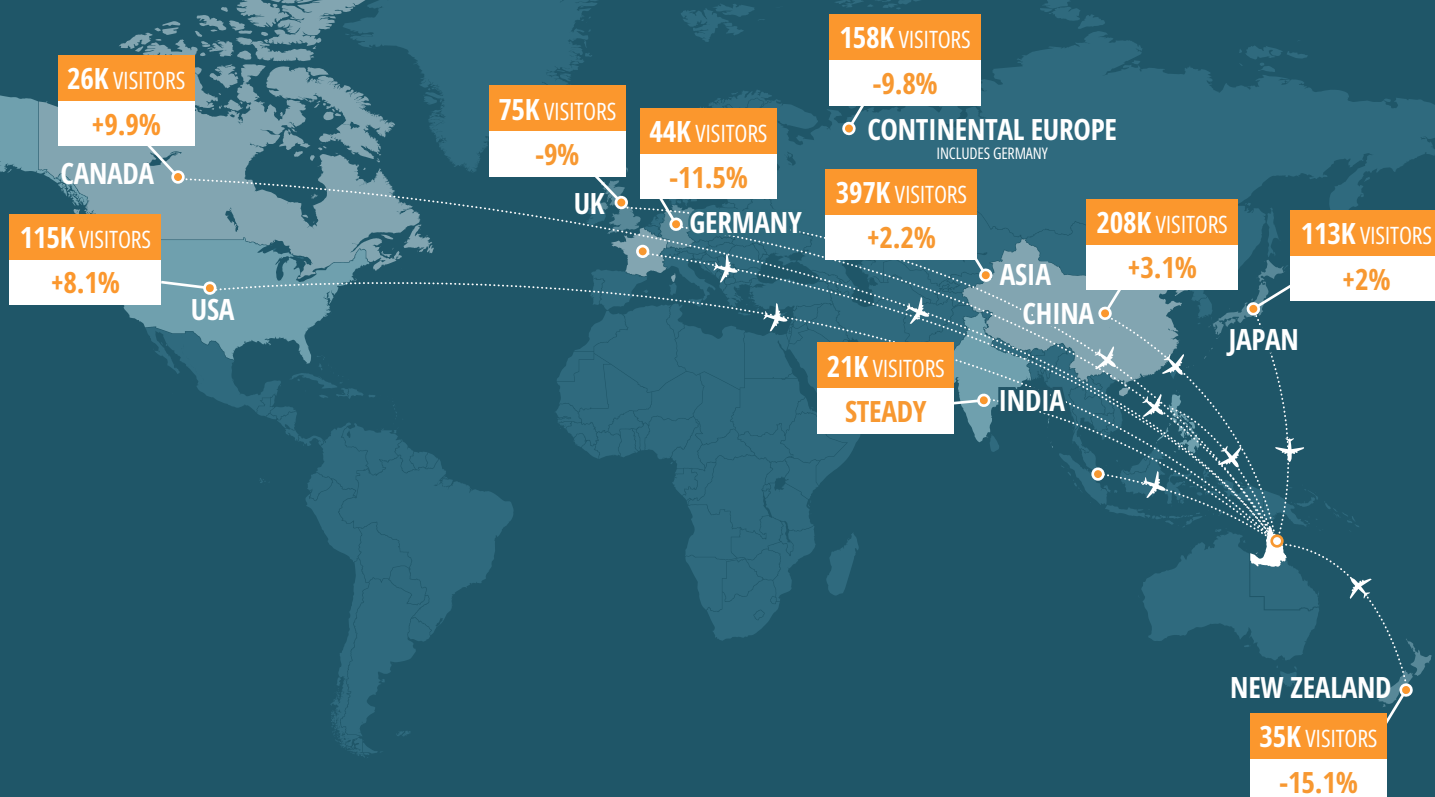 158K VISITORS
-9.8%
CONTINENTAL EUROPE
INCLUDES GERMANY
26K VISITORS
+9.9%
CANADA
75K VISITORS
-9%
UK
44K VISITORS
-11.5%
GERMANY
397K VISITORS
+2.2%
ASIA
208K VISITORS
+3.1%
CHINA
113K VISITORS
+2%
JAPAN
115K VISITORS
+8.1%
USA
21K VISITORS
STEADY
INDIA
NEW ZEALAND
35K VISITORS
-15.1%